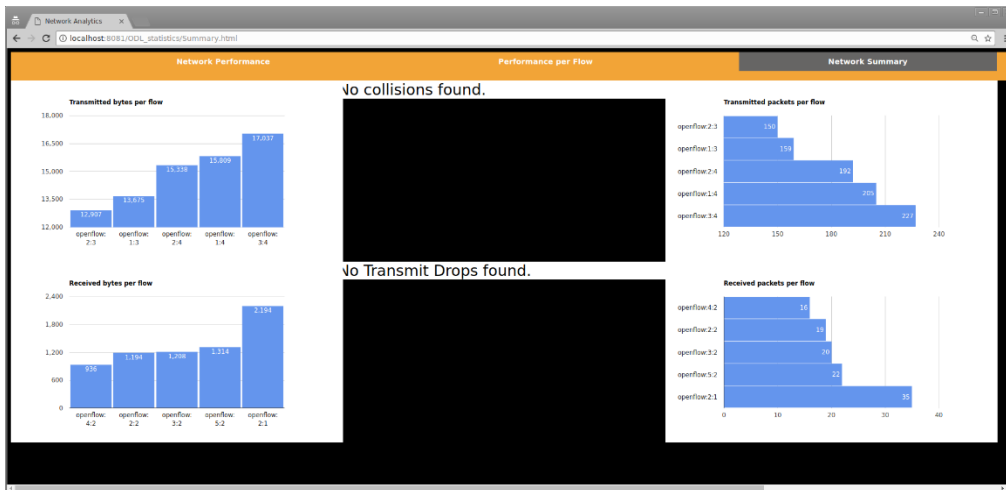 Network Analytics
localhost:8081/ODL_statistics/Summary.html
Network Performance
Performance per Flow
Network Summary
Transmitted bytes per flow
18,000
16,500
15,000
13,500
12,000
12,907
13,675
15,338
15,809
17,037
openflow:
2:3
openflow:
1:3
openflow:
2:4
openflow:
1:4
openflow:
3:4
No collisions found.
Transmitted packets per flow
openflow:2:3
150
openflow:1:3
159
openflow:2:4
192
openflow:1:4
205
openflow:3:4
227
120
150
180
210
240
Received bytes per flow
2,400
1,800
1,200
600
0
936
1,194
1,208
1,314
2,194
openflow:
4:2
openflow:
2:2
openflow:
3:2
openflow:
5:2
openflow:
2:1
No Transmit Drops found.
Received packets per flow
openflow:4:2
16
openflow:2:2
19
openflow:3:2
20
openflow:5:2
22
openflow:2:1
35
0
10
20
30
40